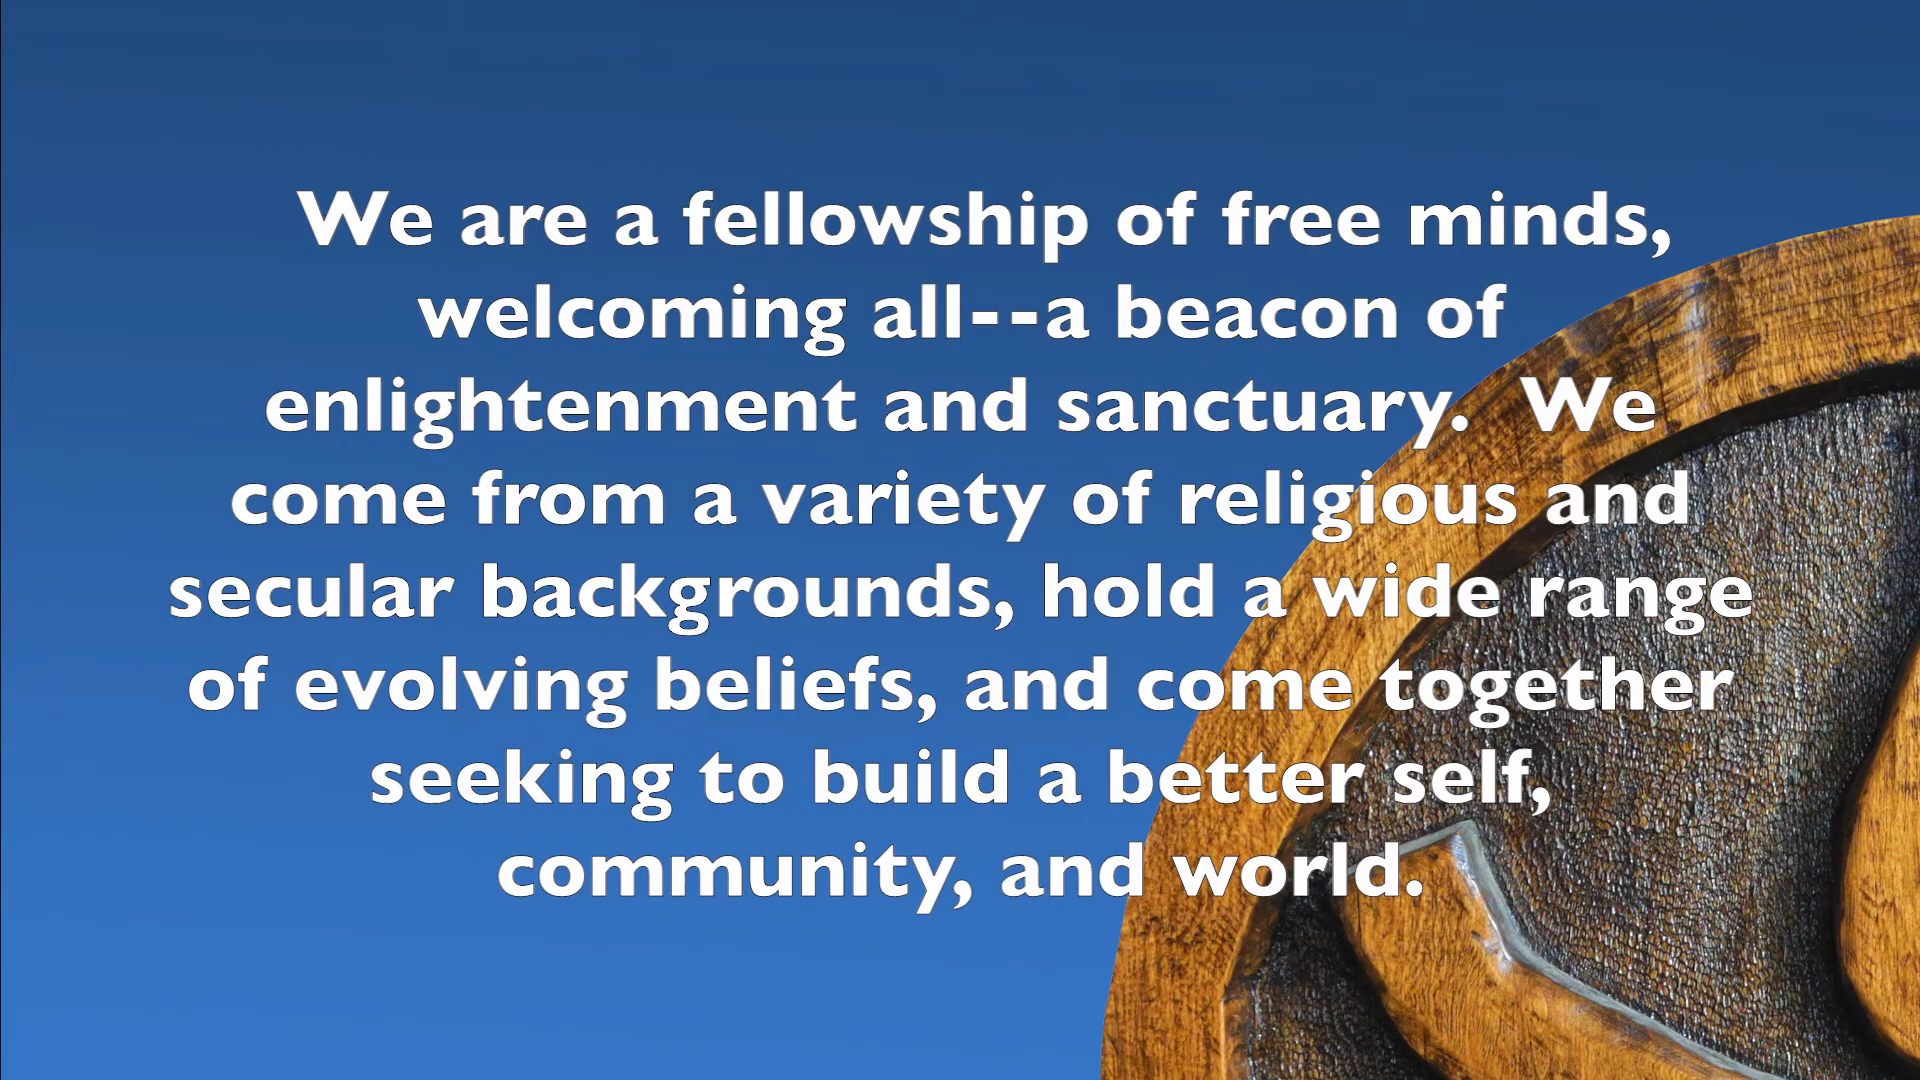 We are a fellowship of free minds,
welcoming all--a beacon of
enlightenment and sanctuary.  We
come from a variety of religious and
secular backgrounds, hold a wide range
of evolving beliefs, and come together
seeking to build a better self,
community, and world.